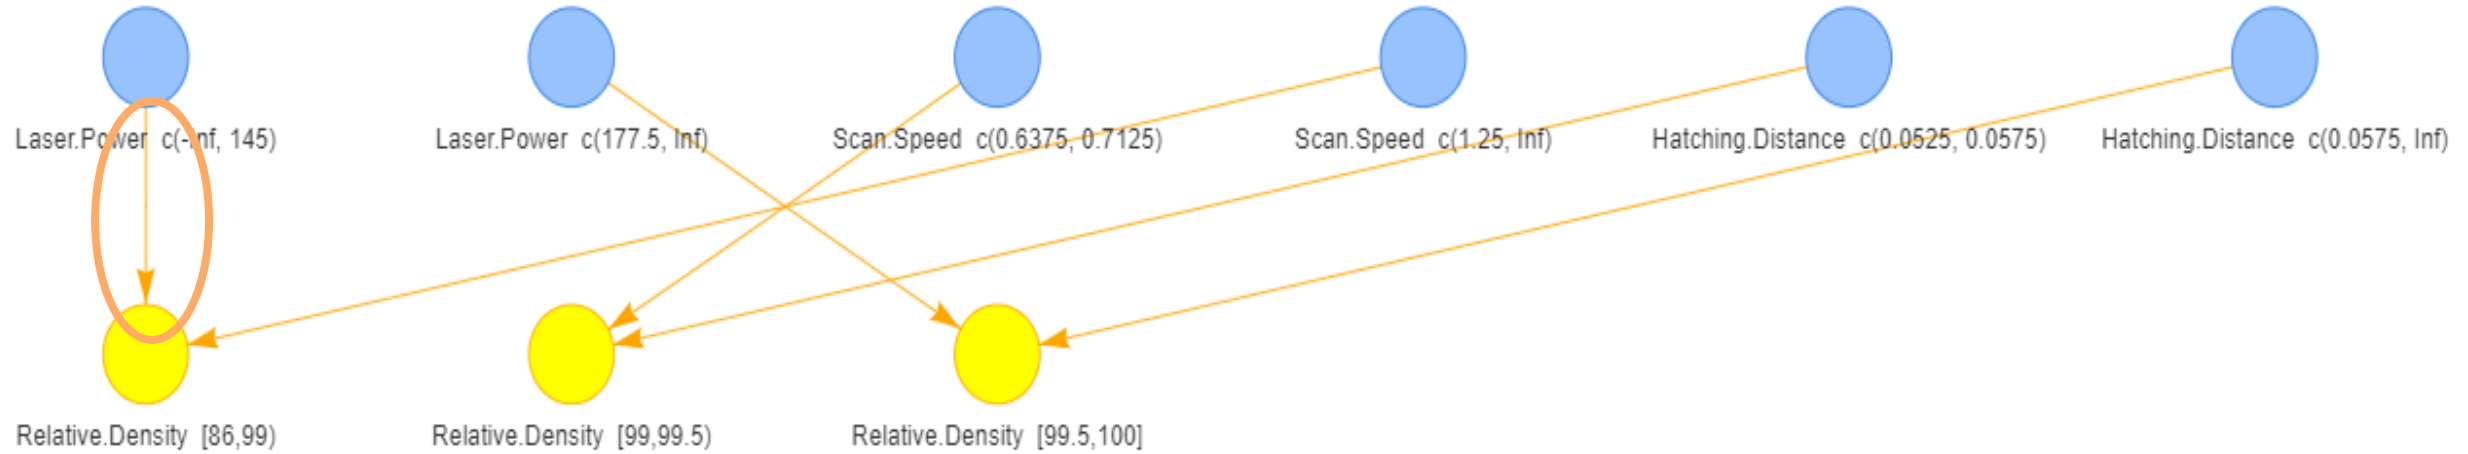 Laser.Power c(-Inf, 145)
Laser.Power c(177.5, Inf)
Scan.Speed c(0.6375, 0.7125)
Scan.Speed c(1.25, Inf)
Hatching.Distance c(0.0525, 0.0575)
Hatching.Distance c(0.0575, Inf)
Relative.Density [86,99)
Relative.Density [99,99.5)
Relative.Density [99.5,100]